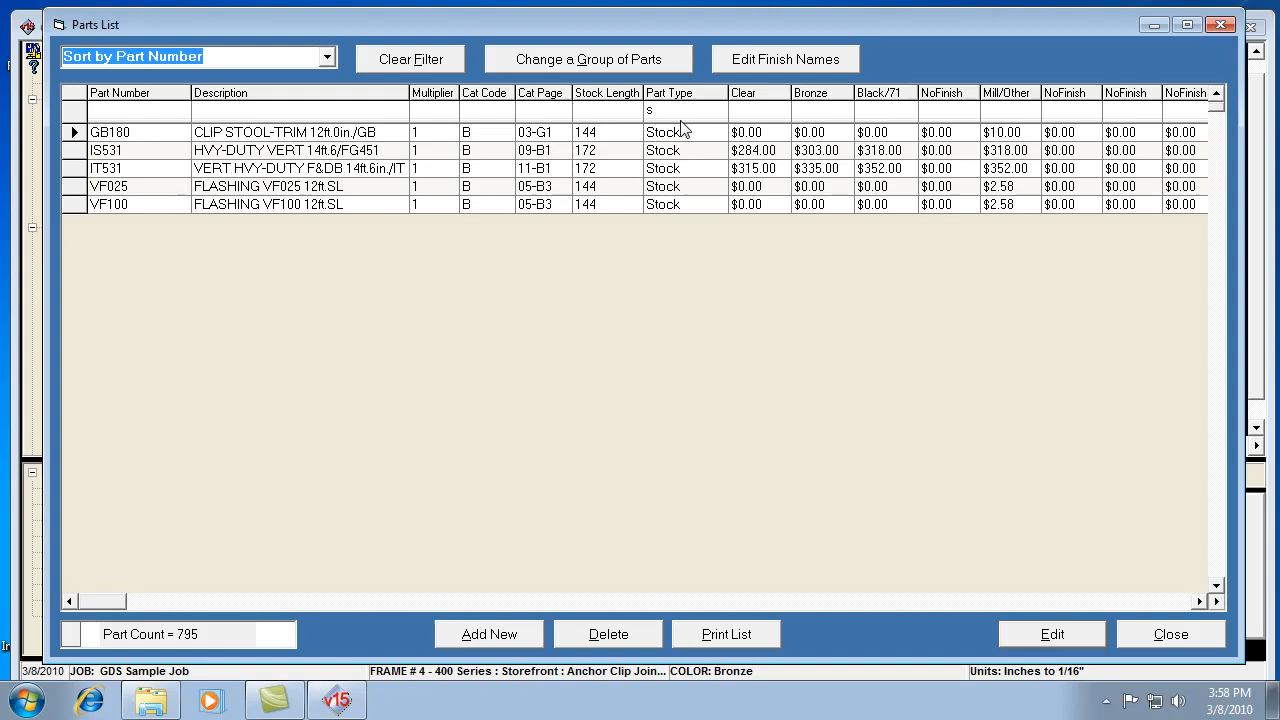 Parts List
Sort by Part Number
Clear Filter
Change a Group of Parts
Edit Finish Names
Part Number Description Multiplier Cat Code Cat Page Stock Length Part Type Clear Bronze Black/71 NoFinish Mill/Other NoFinish NoFinish NoFinish
s
GB180 CLIP STOOL-TRIM 12ft.0in./GB 1 B 03-G1 144 Stock $0.00 $0.00 $0.00 $0.00 $10.00 $0.00 $0.00 $0.00
IS531 HVY-DUTY VERT 14ft.6/FG451 1 B 09-B1 172 Stock $284.00 $303.00 $318.00 $0.00 $318.00 $0.00 $0.00 $0.00
IT531 VERT HVY-DUTY F&DB 14ft.6in./IT 1 B 11-B1 172 Stock $315.00 $335.00 $352.00 $0.00 $352.00 $0.00 $0.00 $0.00
VF025 FLASHING VF025 12ft.SL 1 B 05-B3 144 Stock $0.00 $0.00 $0.00 $0.00 $2.58 $0.00 $0.00 $0.00
VF100 FLASHING VF100 12ft.SL 1 B 05-B3 144 Stock $0.00 $0.00 $0.00 $0.00 $2.58 $0.00 $0.00 $0.00
Part Count = 795
Add New
Delete
Print List
Edit
Close
3/8/2010 JOB: GDS Sample Job FRAME # 4 - 400 Series : Storefront : Anchor Clip Join... COLOR: Bronze Units: Inches to 1/16"
v15
3:58 PM
3/8/2010